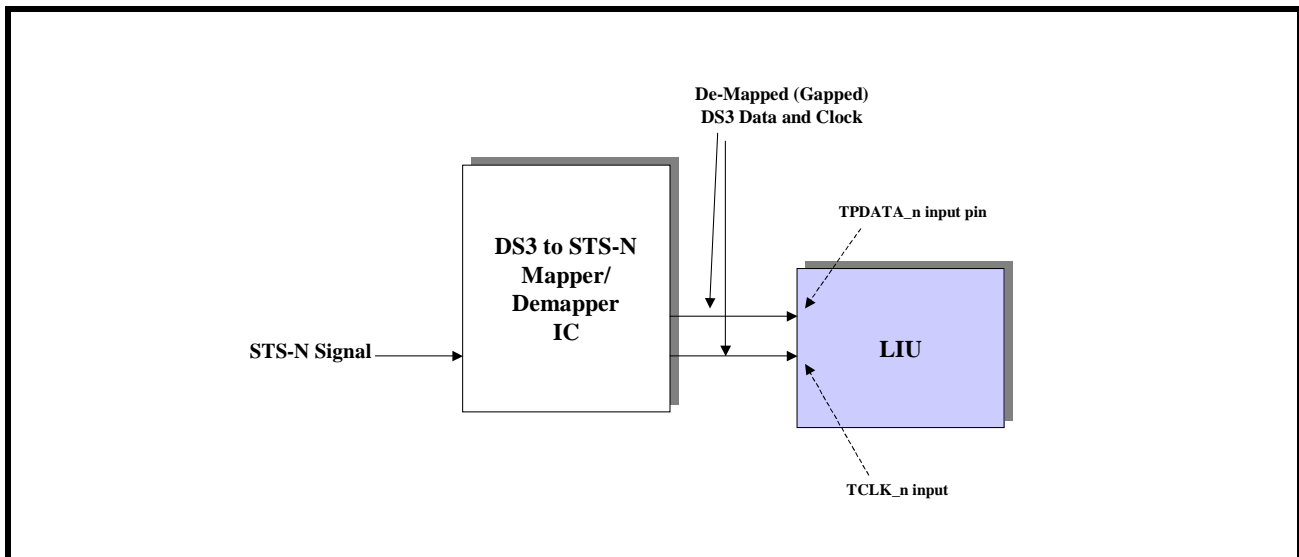 De-Mapped (Gapped)
DS3 Data and Clock
TPDATA_n input pin
DS3 to STS-N
Mapper/
Demapper
IC
STS-N Signal
LIU
TCLK_n input